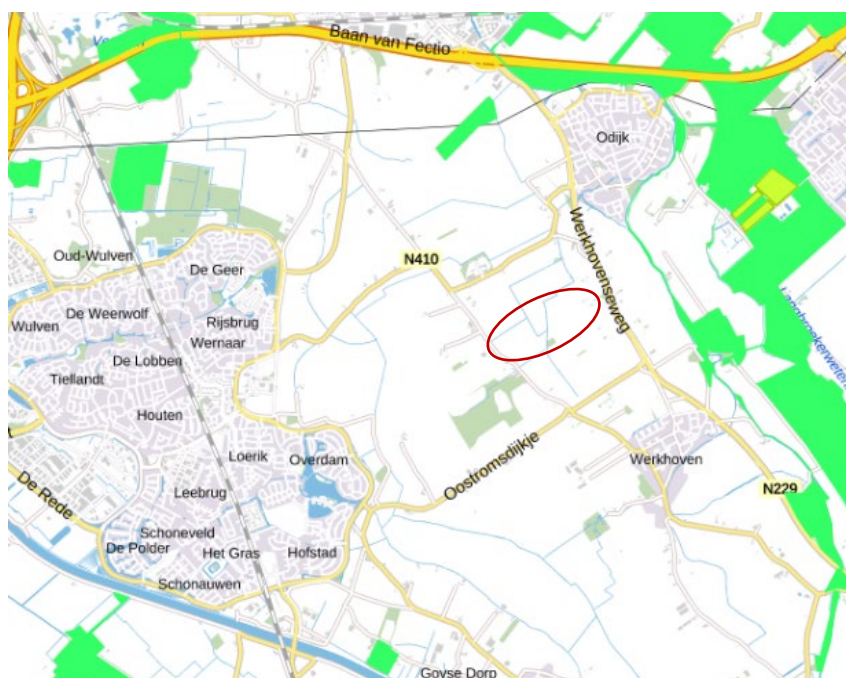 Baan van Fectio
Odijk
Oud-Wulven
N410
De Geer
Werkhovenseweg
De Weerwolf
Rijsbrug
Wulven
Wernaar
De Lobben
Tiellandt
Houten
Loerik
Overdam
Oostromsdijkje
Werkhoven
De Rede
Leebrug
N229
Schoneveld
De Polder
Het Gras
Hofstad
Schonauwen
Goyse Dorp